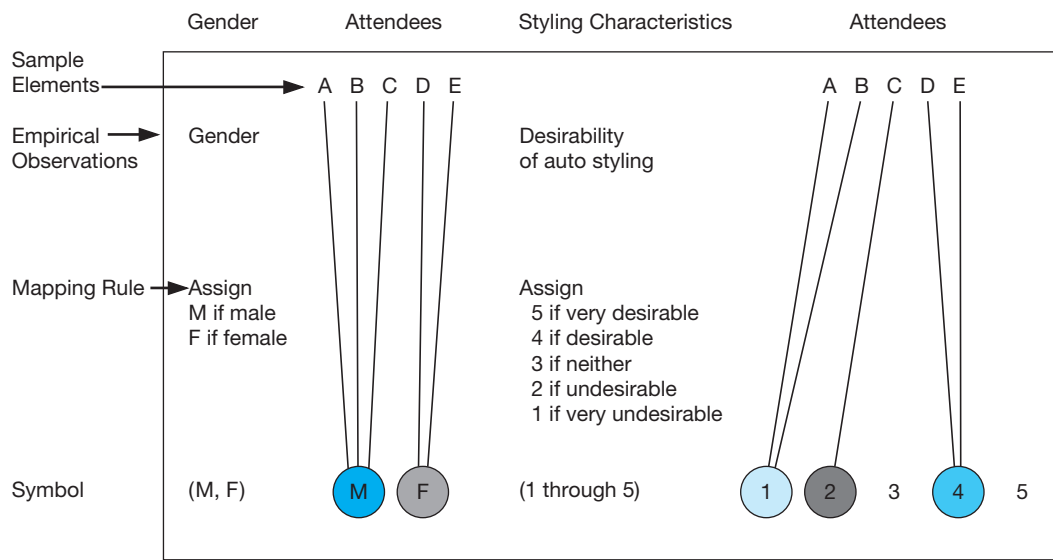 Gender Attendees Styling Characteristics Attendees
Sample
Elements
A B C D E A B C D E
Empirical
Observations
Gender
Desirability
of auto styling
Mapping Rule
Assign
M if male
F if female
Assign
5 if very desirable
4 if desirable
3 if neither
2 if undesirable
1 if very undesirable
Symbol (M, F) M F (1 through 5) 1 2 3 4 5